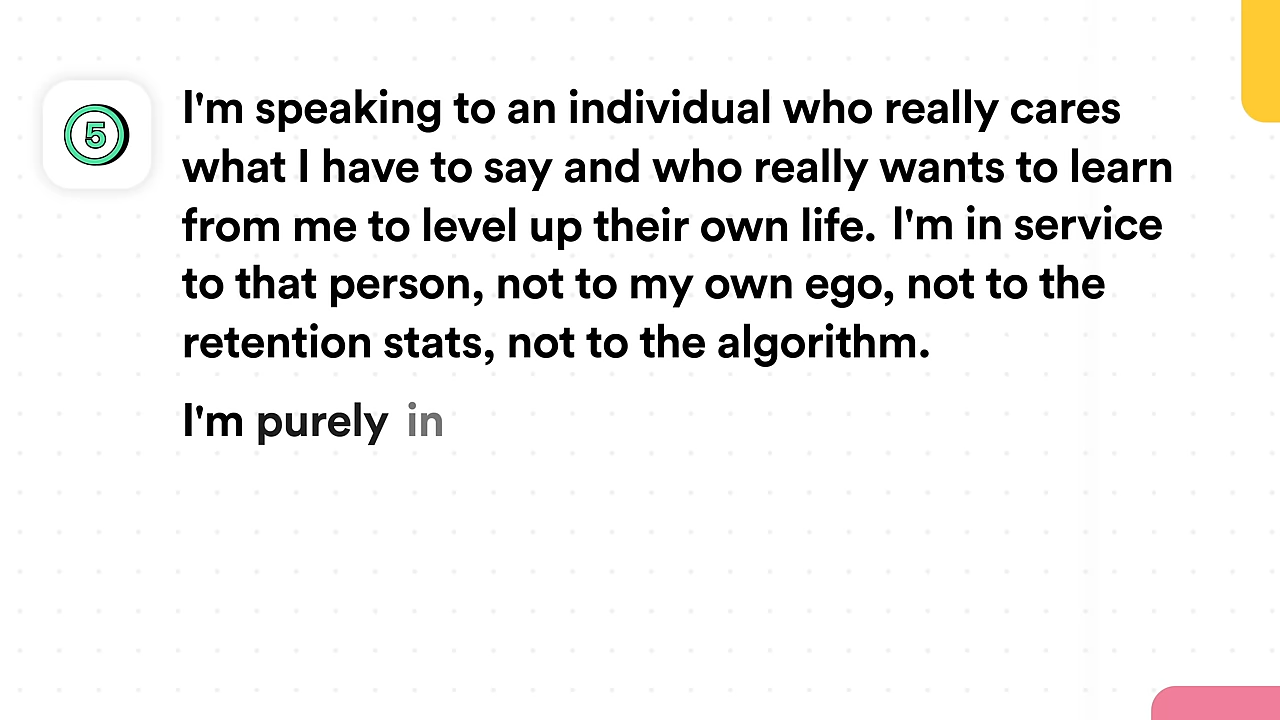 5
I'm speaking to an individual who really cares
what I have to say and who really wants to learn
from me to level up their own life. I'm in service
to that person, not to my own ego, not to the
retention stats, not to the algorithm.
I'm purely in